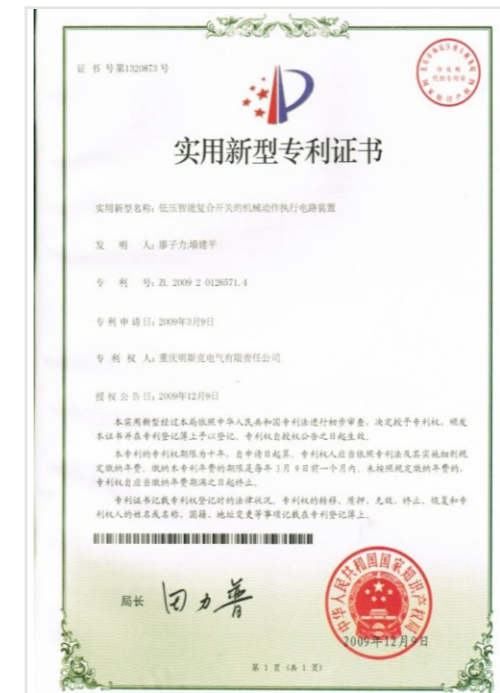 证 书 号 第1320873 号
实用新型专利证书
实用新型名称：低压智能复合开关的机械动作执行电路装置
发 明 人：廖子力;瑞建平
专 利 号：ZL 2009 2 0126571.4
专利申请日：2009年3月9日
专 利 权 人：重庆明斯克电气有限责任公司
授权公告日：2009年12月9日
本实用新型经过本局依照中华人民共和国专利法进行初步审查，决定授予专利权，颁发
本证书并在专利登记簿上予以登记。专利权自授权公告之日起生效。
本专利的专利权期限为十年，自申请日起算。专利权人应当依照专利法及其实施细则规
定缴纳年费。缴纳本专利年费的期限是每年 3 月 9 日前一个月内。未按照规定缴纳年费的，
专利权自应当缴纳年费期满之日起终止。
专利证书记载专利权登记时的法律状况。专利权的转移、质押、无效、终止、恢复和专
利权人的姓名或名称、国籍、地址变更等事项记载在专利登记簿上。
局长 田力普
中华人民共和国国家知识产权局
2009年12月9日
第 1 页（共 1 页）